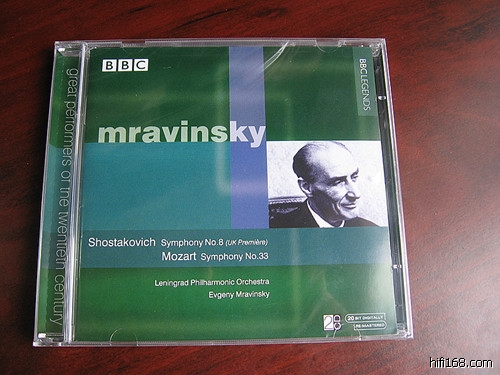 BBC
BBC LEGENDS
great performers of the twentieth century
mravinsky
Shostakovich Symphony No.8 (UK Première)
Mozart Symphony No.33
Leningrad Philharmonic Orchestra
Evgeny Mravinsky
2CD
20 BIT DIGITALLY
RE-MASTERED
hifi168.com